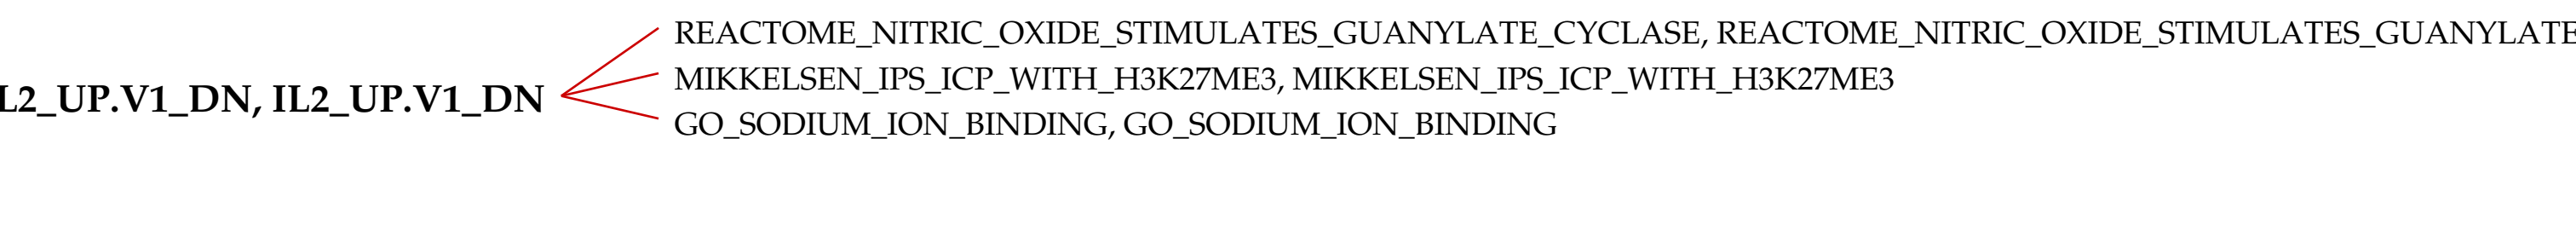 REACTOME_NITRIC_OXIDE_STIMULATES_GUANYLATE_CYCLASE, REACTOME_NITRIC_OXIDE_STIMULATES_GUANYLATE
MIKKELSEN_IPS_ICP_WITH_H3K27ME3, MIKKELSEN_IPS_ICP_WITH_H3K27ME3
L2_UP.V1_DN, IL2_UP.V1_DN
GO_SODIUM_ION_BINDING, GO_SODIUM_ION_BINDING